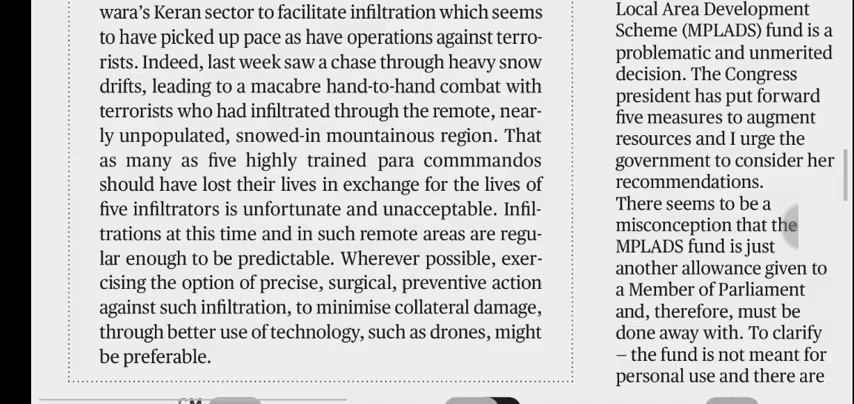 wara's Keran sector to facilitate infiltration which seems
to have picked up pace as have operations against terro-
rists. Indeed, last week saw a chase through heavy snow
drifts, leading to a macabre hand-to-hand combat with
terrorists who had infiltrated through the remote, near-
ly unpopulated, snowed-in mountainous region. That
as many as five highly trained para commmandos
should have lost their lives in exchange for the lives of
five infiltrators is unfortunate and unacceptable. Infil-
trations at this time and in such remote areas are regu-
lar enough to be predictable. Wherever possible, exer-
cising the option of precise, surgical, preventive action
against such infiltration, to minimise collateral damage,
through better use of technology, such as drones, might
be preferable.
Local Area Development
Scheme (MPLADS) fund is a
problematic and unmerited
decision. The Congress
president has put forward
five measures to augment
resources and I urge the
government to consider her
recommendations.
There seems to be a
misconception that the
MPLADS fund is just
another allowance given to
a Member of Parliament
and, therefore, must be
done away with. To clarify
– the fund is not meant for
personal use and there are